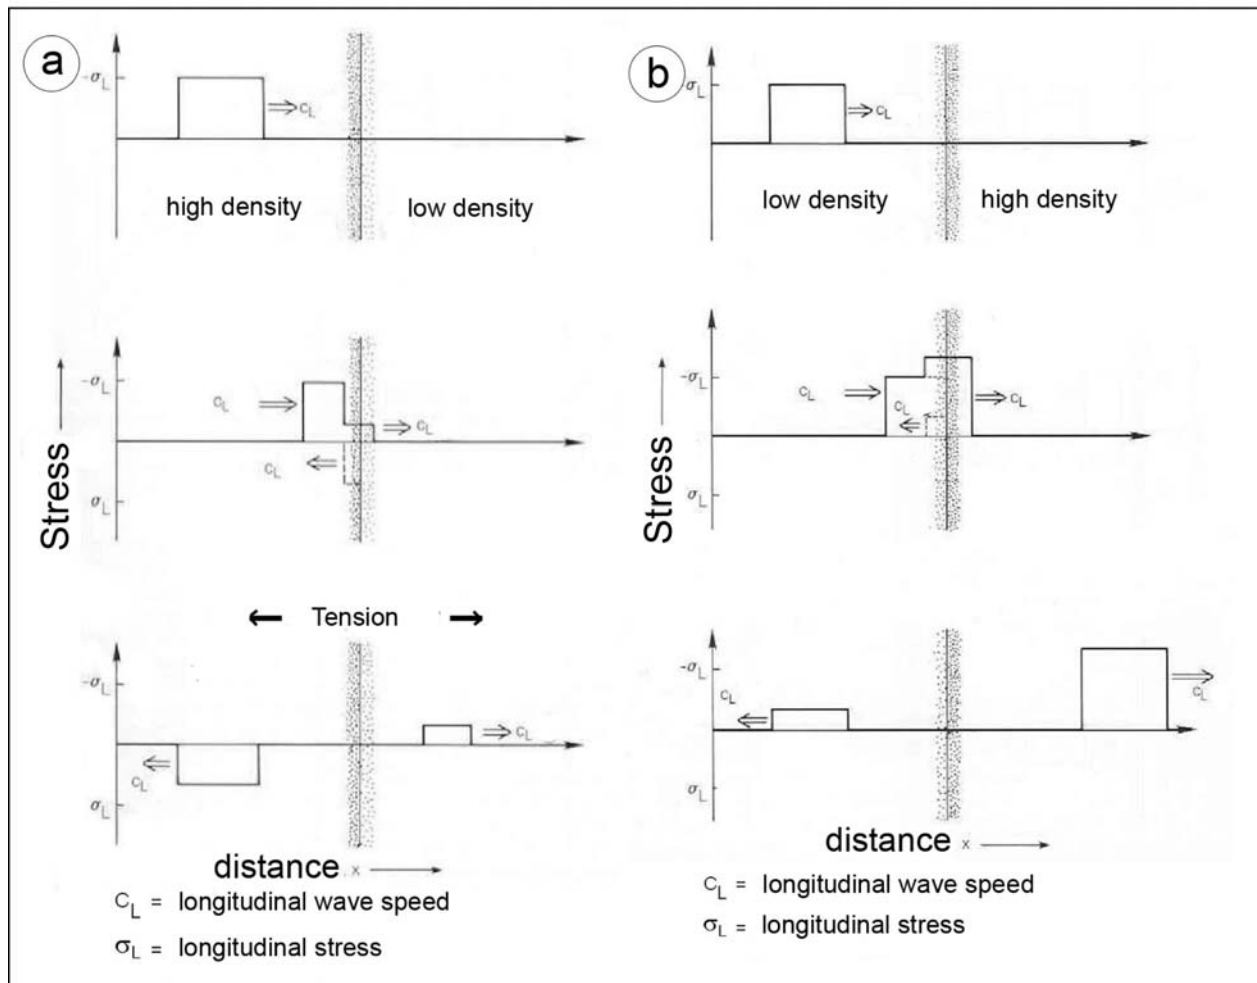 a
-σL
⇒ CL
high density
low density
Stress
-σL
CL ⇒
⇒ CL
CL ⇐
σL
← Tension →
-σL
⇒ CL
⇐ CL
σL
distance x →
CL = longitudinal wave speed
σL = longitudinal stress
b
-σL
⇒ CL
low density
high density
Stress
-σL
CL ⇒
CL ⇐
⇒ CL
σL
-σL
CL ⇐
⇒ CL
σL
distance x →
CL = longitudinal wave speed
σL = longitudinal stress